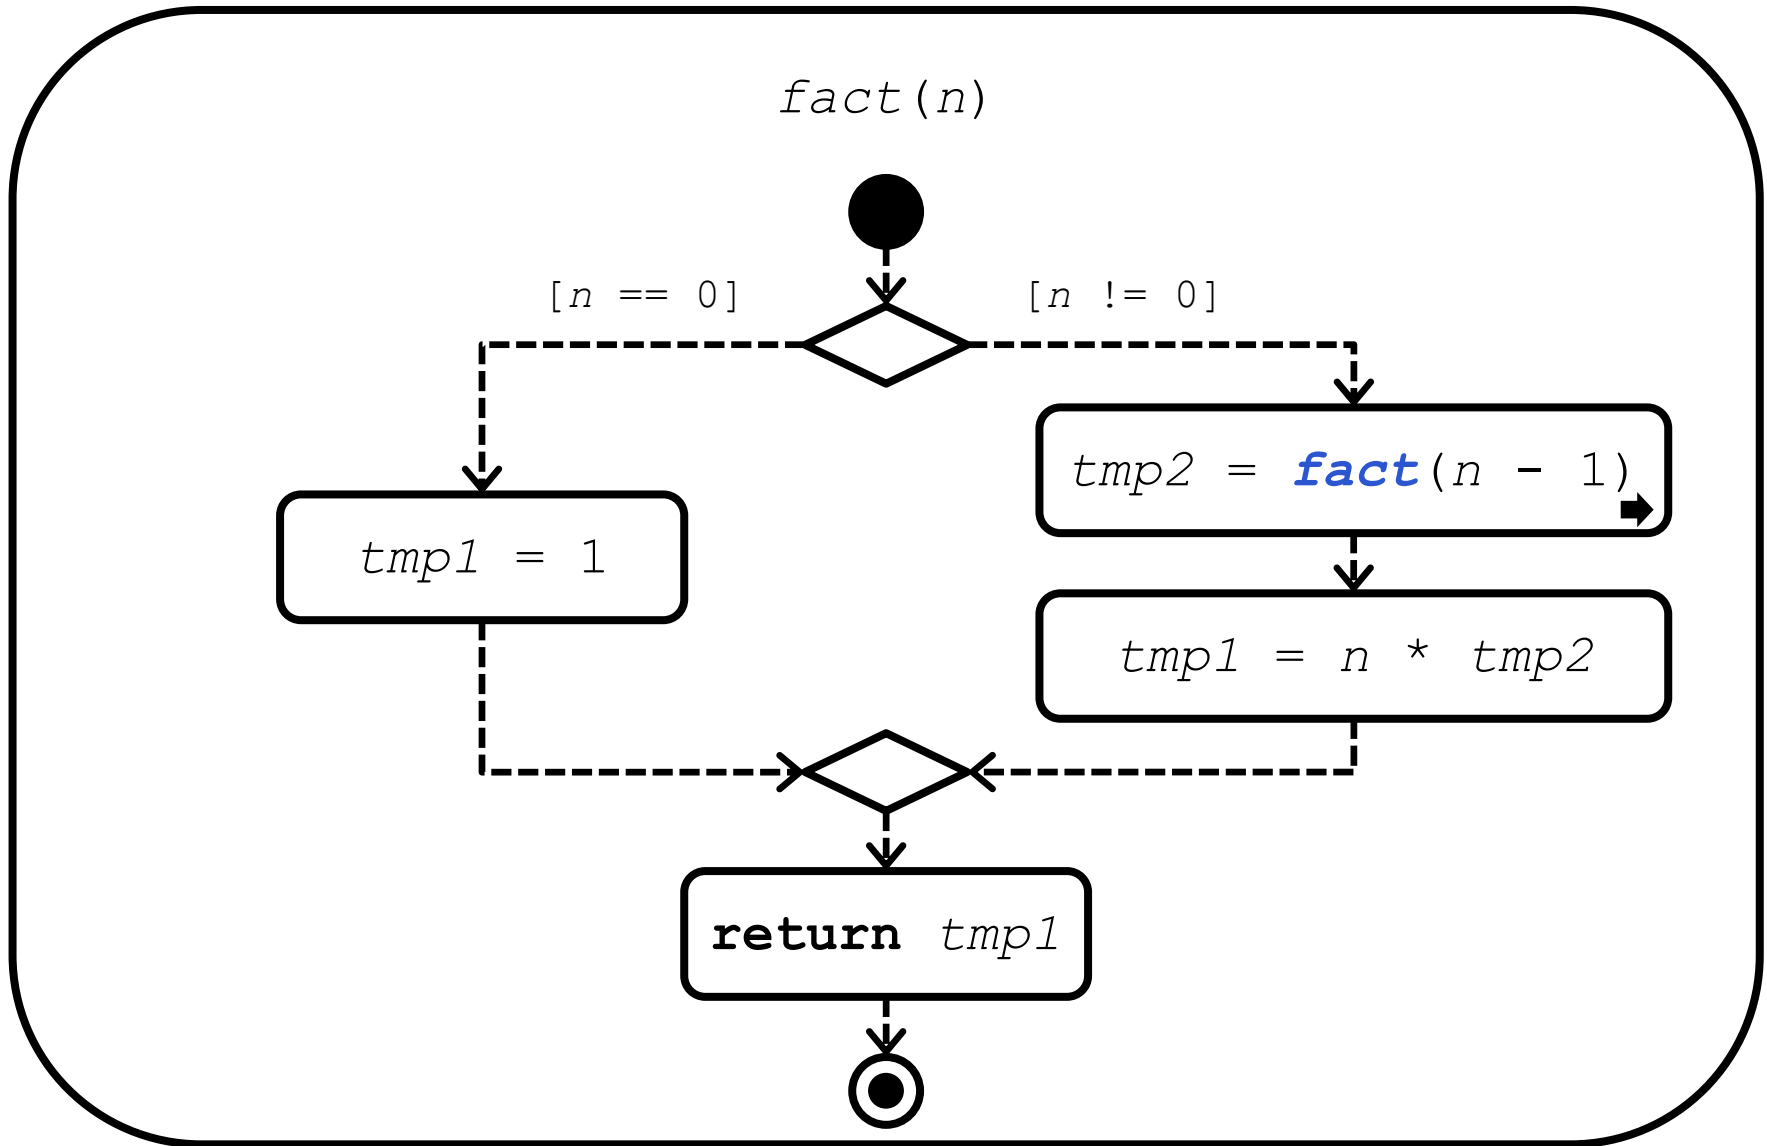 fact(n)
[n == 0]
[n != 0]
tmp2 = fact(n - 1)
tmp1 = 1
tmp1 = n * tmp2
return tmp1